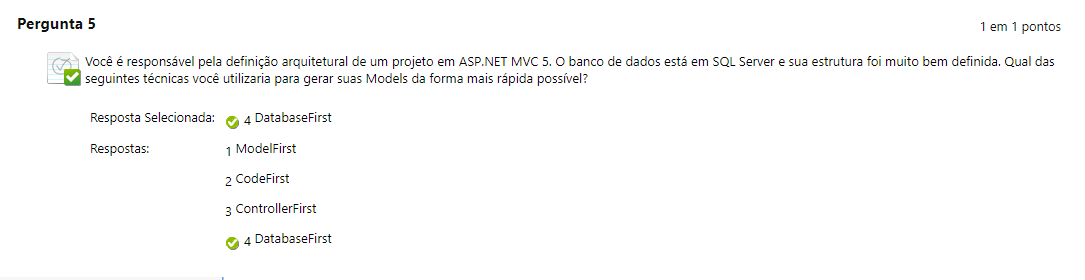 Pergunta 5
1 em 1 pontos
Você é responsável pela definição arquitetural de um projeto em ASP.NET MVC 5. O banco de dados está em SQL Server e sua estrutura foi muito bem definida. Qual das
seguintes técnicas você utilizaria para gerar suas Models da forma mais rápida possível?
Resposta Selecionada: 4 DatabaseFirst
Respostas: 1 ModelFirst
2 CodeFirst
3 ControllerFirst
4 DatabaseFirst